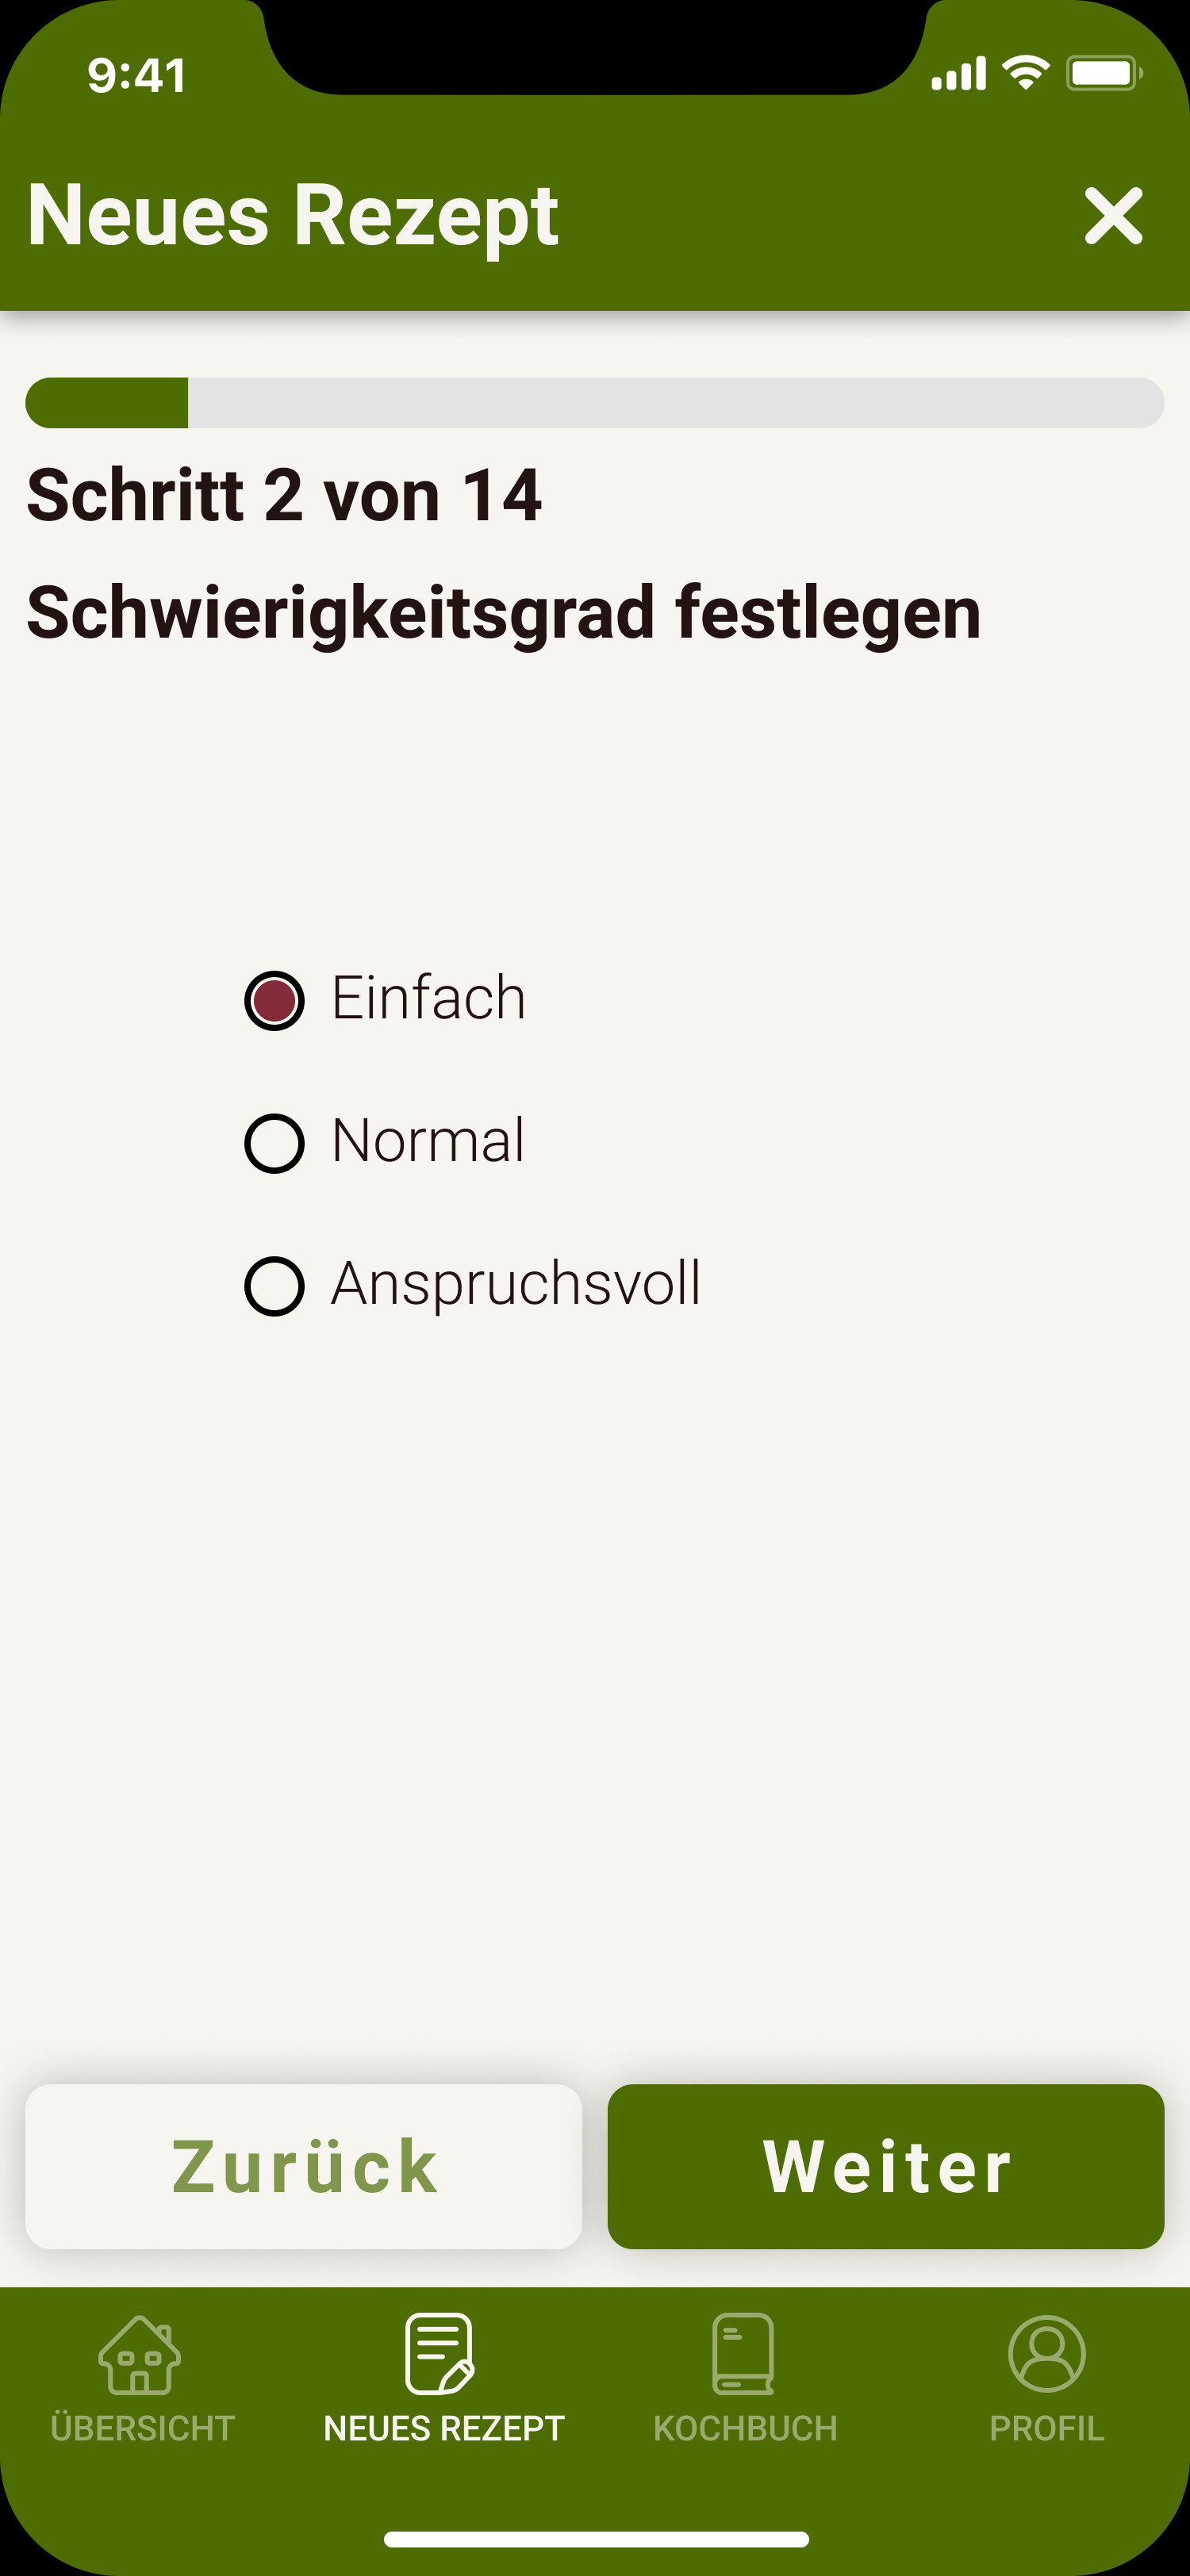 9:41
Neues Rezept
Schritt 2 von 14
Schwierigkeitsgrad festlegen
Einfach
Normal
Anspruchsvoll
Zurück
Weiter
ÜBERSICHT
NEUES REZEPT
KOCHBUCH
PROFIL